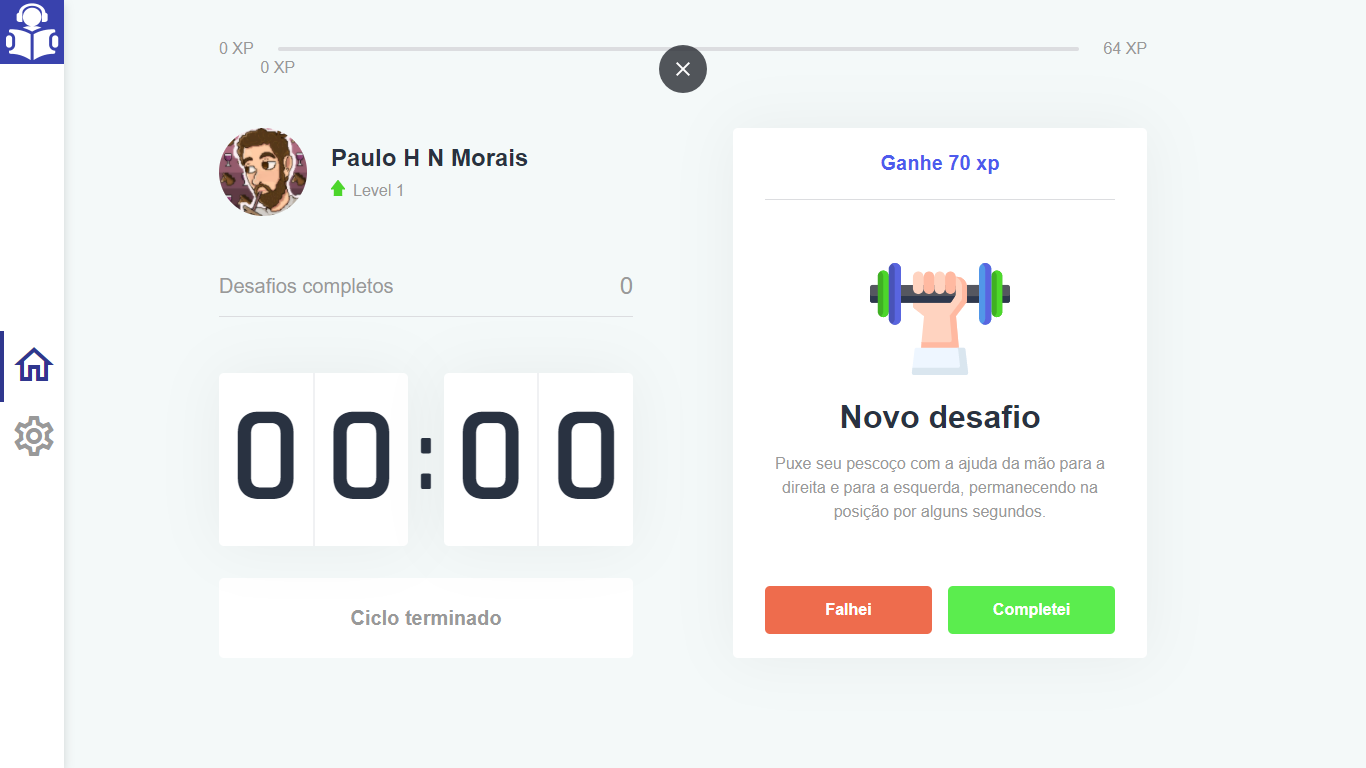 0 XP
64 XP
0 XP
Paulo H N Morais
Level 1
Desafios completos
0
00:00
Ciclo terminado
Ganhe 70 xp
Novo desafio
Puxe seu pescoço com a ajuda da mão para a
direita e para a esquerda, permanecendo na
posição por alguns segundos.
Falhei
Completei